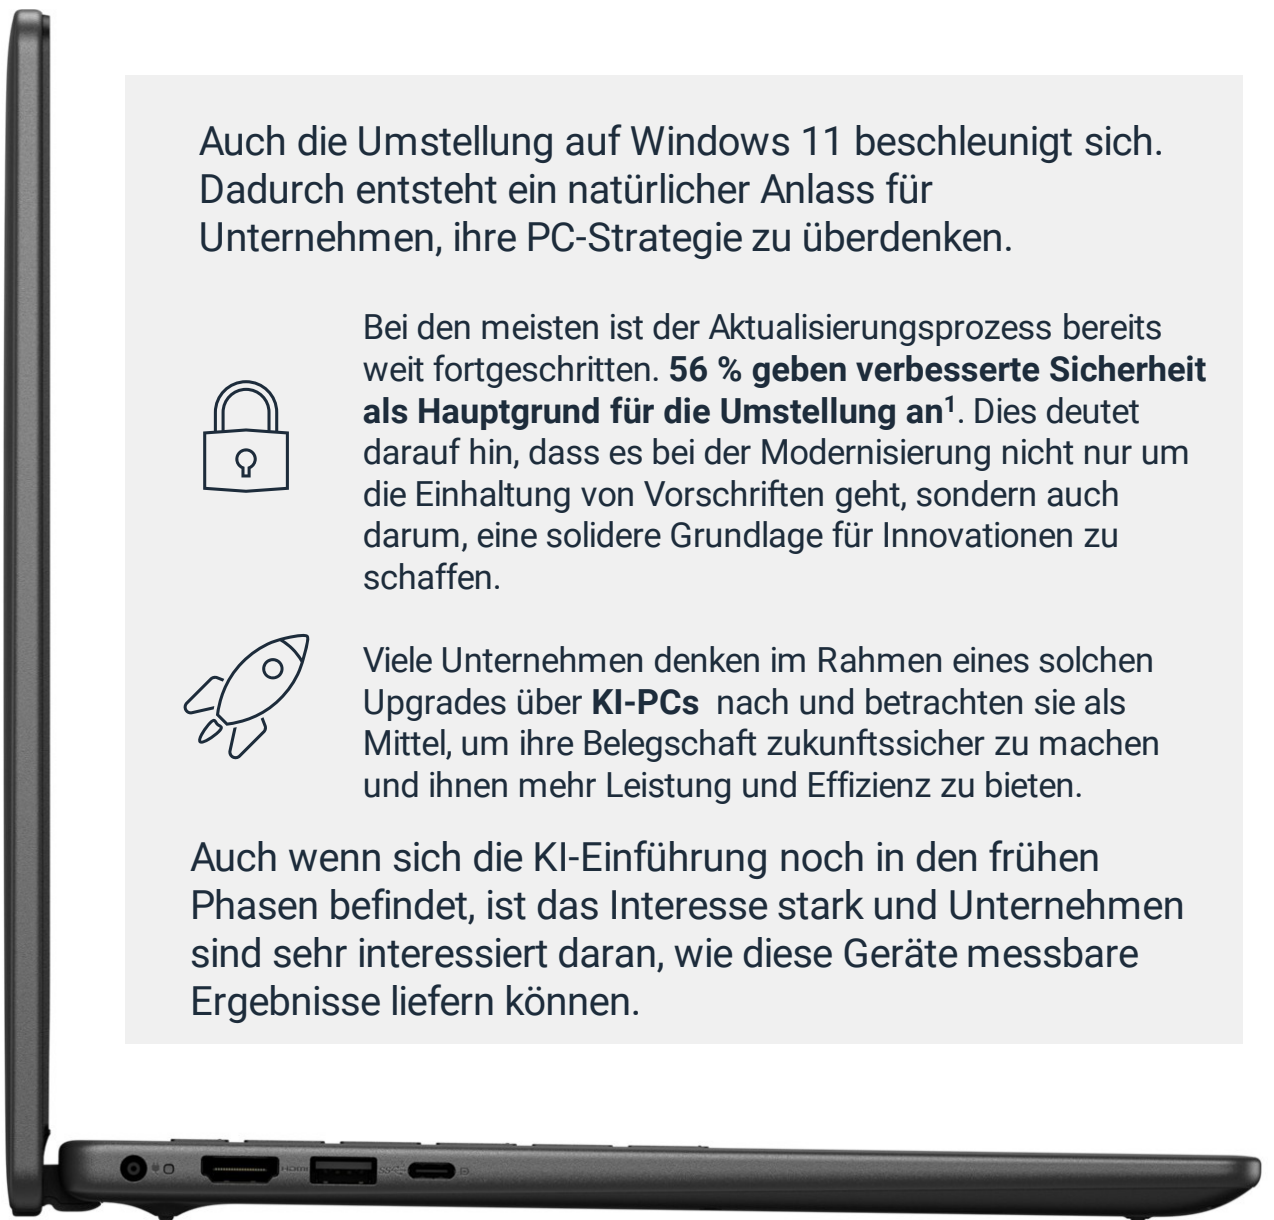 Auch die Umstellung auf Windows 11 beschleunigt sich.
Dadurch entsteht ein natürlicher Anlass für
Unternehmen, ihre PC-Strategie zu überdenken.
Bei den meisten ist der Aktualisierungsprozess bereits
weit fortgeschritten. 56 % geben verbesserte Sicherheit
als Hauptgrund für die Umstellung an¹. Dies deutet
darauf hin, dass es bei der Modernisierung nicht nur um
die Einhaltung von Vorschriften geht, sondern auch
darum, eine solidere Grundlage für Innovationen zu
schaffen.
Viele Unternehmen denken im Rahmen eines solchen
Upgrades über KI-PCs nach und betrachten sie als
Mittel, um ihre Belegschaft zukunftssicher zu machen
und ihnen mehr Leistung und Effizienz zu bieten.
Auch wenn sich die KI-Einführung noch in den frühen
Phasen befindet, ist das Interesse stark und Unternehmen
sind sehr interessiert daran, wie diese Geräte messbare
Ergebnisse liefern können.
HDMI